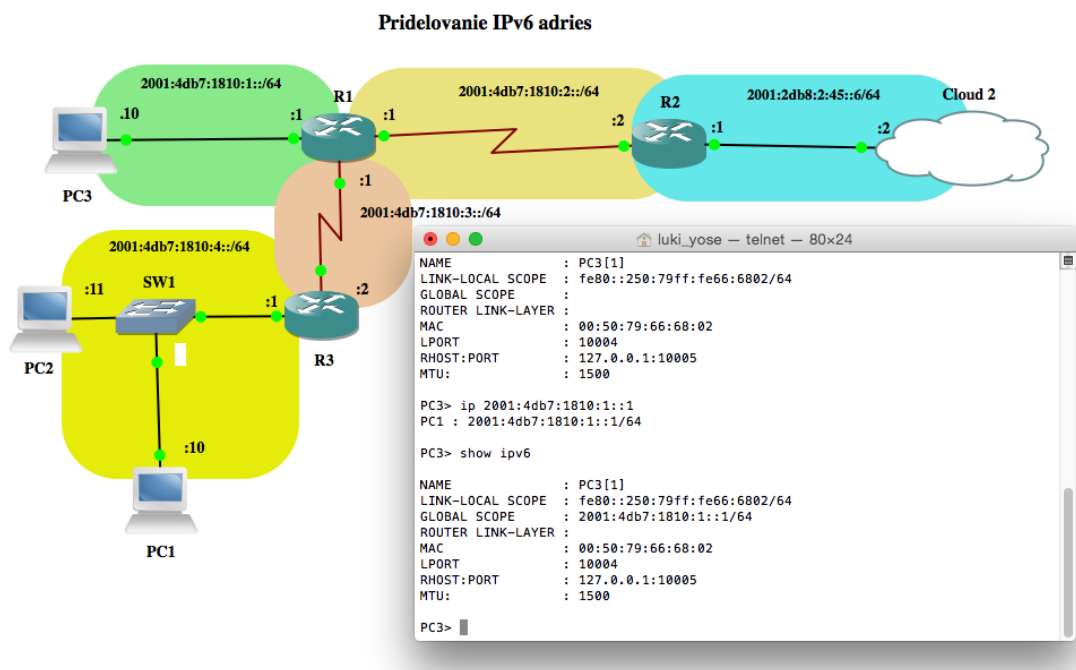 Pridelovanie IPv6 adries
2001:4db7:1810:1::/64
R1
2001:4db7:1810:2::/64
R2
2001:2db8:2:45::6/64
Cloud 2
.10
:1
:1
:2
:1
:2
PC3
:1
2001:4db7:1810:3::/64
2001:4db7:1810:4::/64
SW1
:11
:1
:2
PC2
R3
:10
PC1
luki_yose — telnet — 80×24
NAME : PC3[1]
LINK-LOCAL SCOPE : fe80::250:79ff:fe66:6802/64
GLOBAL SCOPE :
ROUTER LINK-LAYER :
MAC : 00:50:79:66:68:02
LPORT : 10004
RHOST:PORT : 127.0.0.1:10005
MTU: : 1500
PC3> ip 2001:4db7:1810:1::1
PC1 : 2001:4db7:1810:1::1/64
PC3> show ipv6
NAME : PC3[1]
LINK-LOCAL SCOPE : fe80::250:79ff:fe66:6802/64
GLOBAL SCOPE : 2001:4db7:1810:1::1/64
ROUTER LINK-LAYER :
MAC : 00:50:79:66:68:02
LPORT : 10004
RHOST:PORT : 127.0.0.1:10005
MTU: : 1500
PC3>